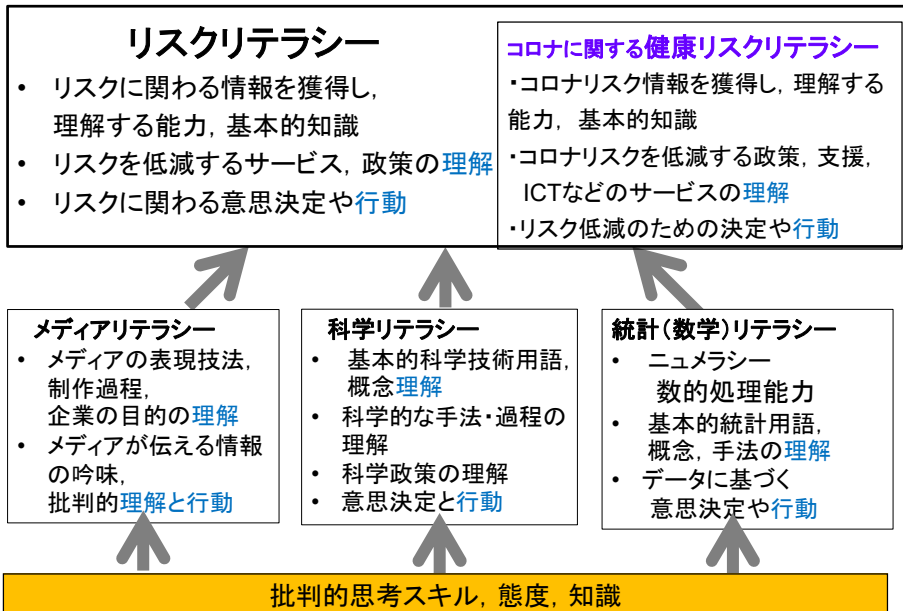 リスクリテラシー
• リスクに関わる情報を獲得し,
理解する能力, 基本的知識
• リスクを低減するサービス, 政策の理解
• リスクに関わる意思決定や行動
コロナに関する健康リスクリテラシー
・コロナリスク情報を獲得し, 理解する
能力, 基本的知識
・コロナリスクを低減する政策, 支援,
ICTなどのサービスの理解
・リスク低減のための決定や行動
メディアリテラシー
• メディアの表現技法,
制作過程,
企業の目的の理解
• メディアが伝える情報
の吟味,
批判的理解と行動
科学リテラシー
• 基本的科学技術用語,
概念理解
• 科学的な手法・過程の
理解
• 科学政策の理解
• 意思決定と行動
統計(数学)リテラシー
• ニュメラシー
数的処理能力
• 基本的統計用語,
概念, 手法の理解
• データに基づく
意思決定や行動
批判的思考スキル, 態度, 知識